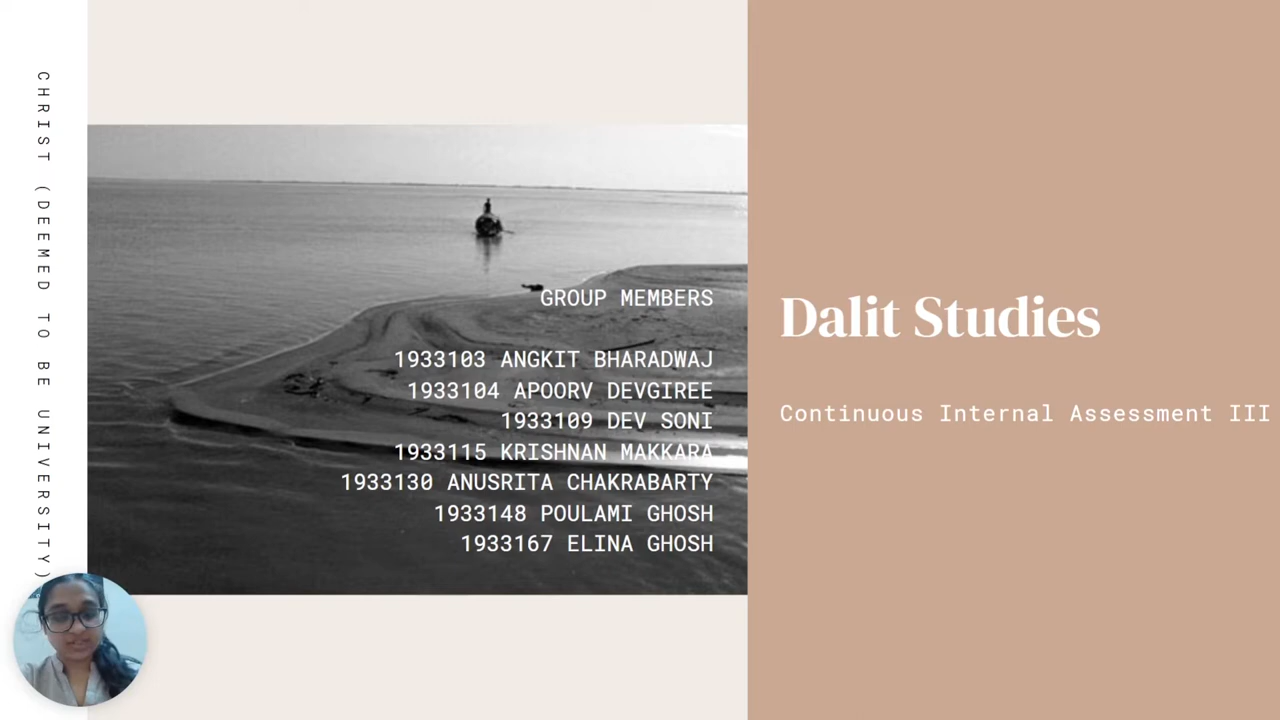 CHRIST (DEEMED TO BE UNIVERSITY)
GROUP MEMBERS
1933103 ANGKIT BHARADWAJ
1933104 APOORV DEVGIREE
1933109 DEV SONI
1933115 KRISHNAN MAKKARA
1933130 ANUSRITA CHAKRABARTY
1933148 POULAMI GHOSH
1933167 ELINA GHOSH
Dalit Studies
Continuous Internal Assessment III